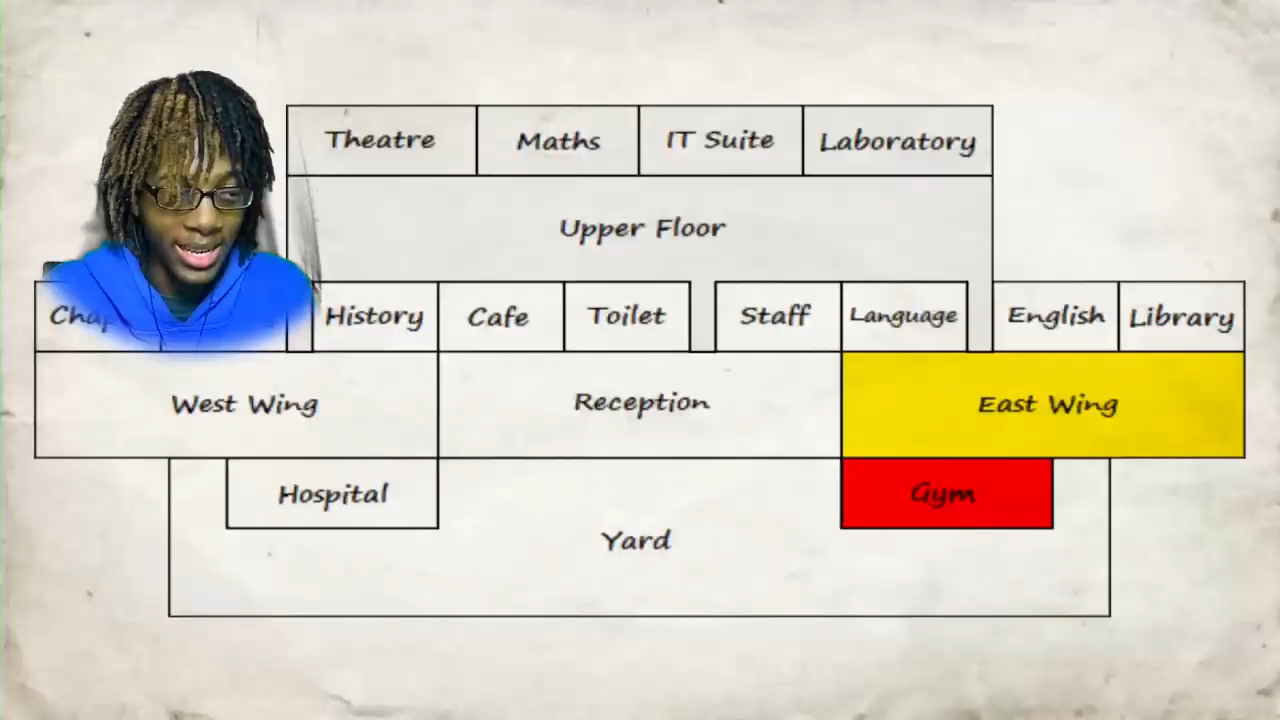 Theatre
Maths
IT Suite
Laboratory
Upper Floor
History
Cafe
Toilet
Staff
Language
English
Library
West Wing
Reception
East Wing
Hospital
Gym
Yard